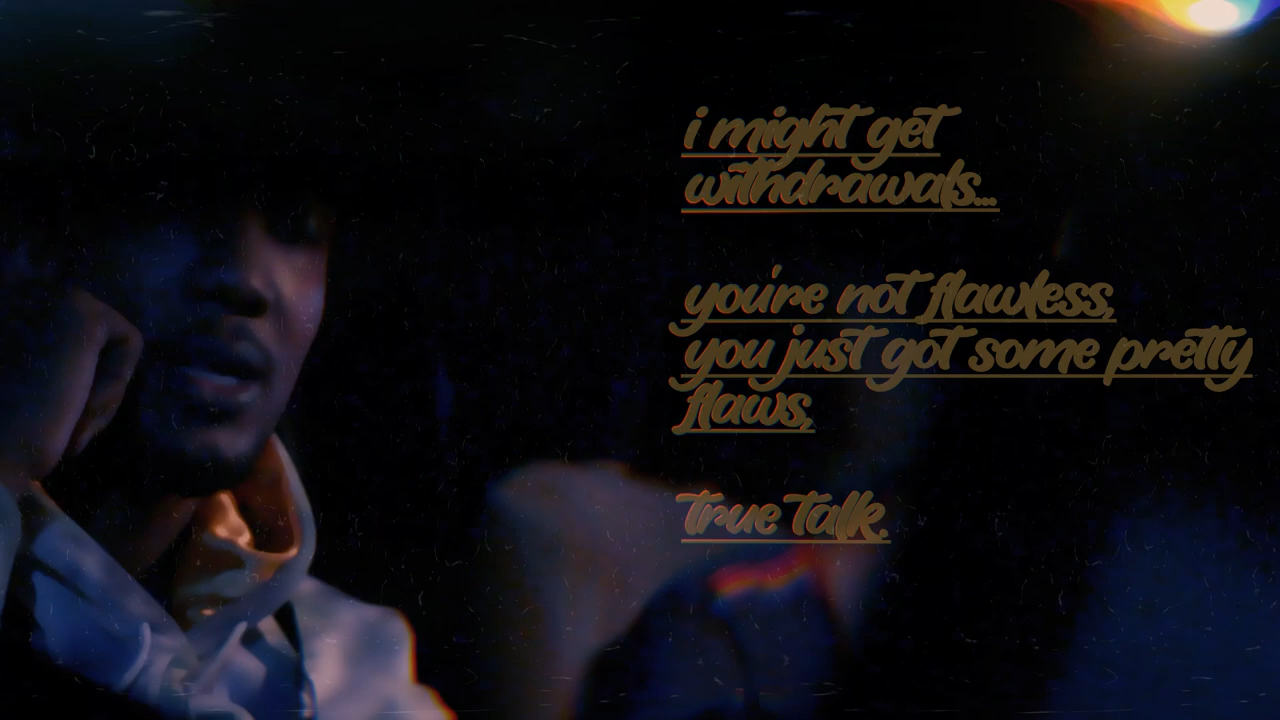 i might get
withdrawals...
you're not flawless,
you just got some pretty
flaws,
true talk.